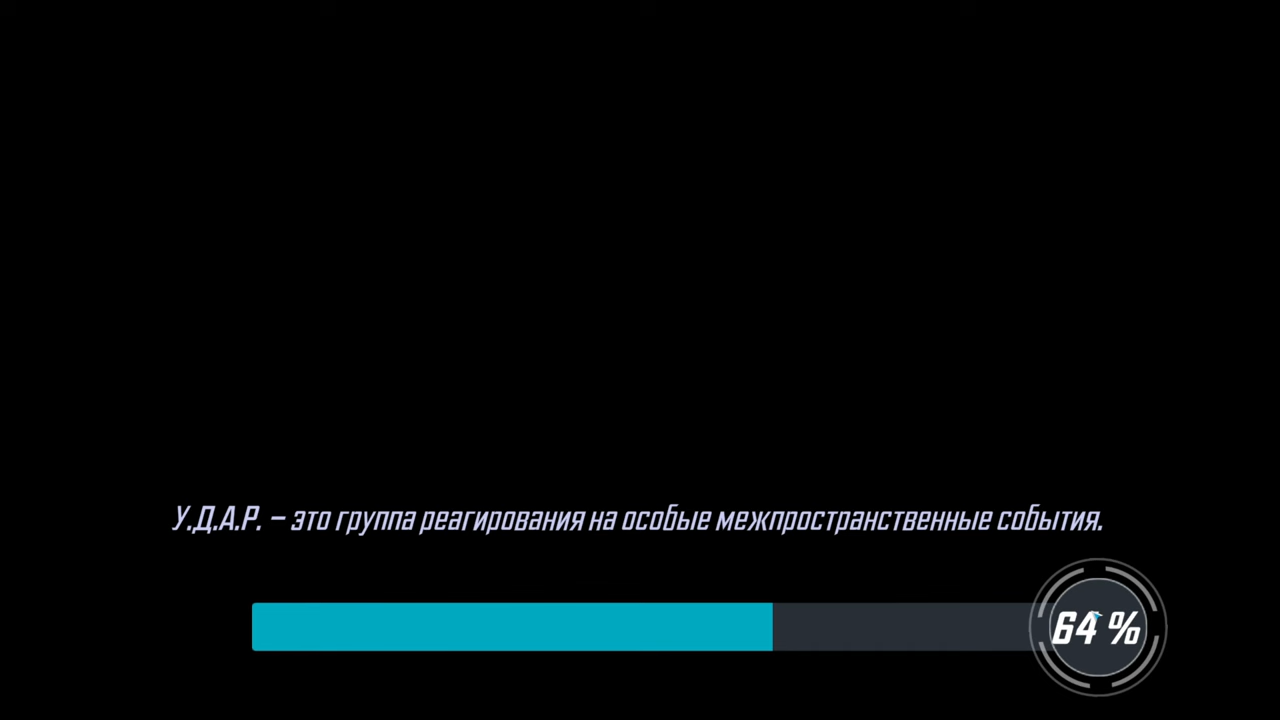 У.Д.А.Р. – это группа реагирования на особые межпространственные события.
64 %